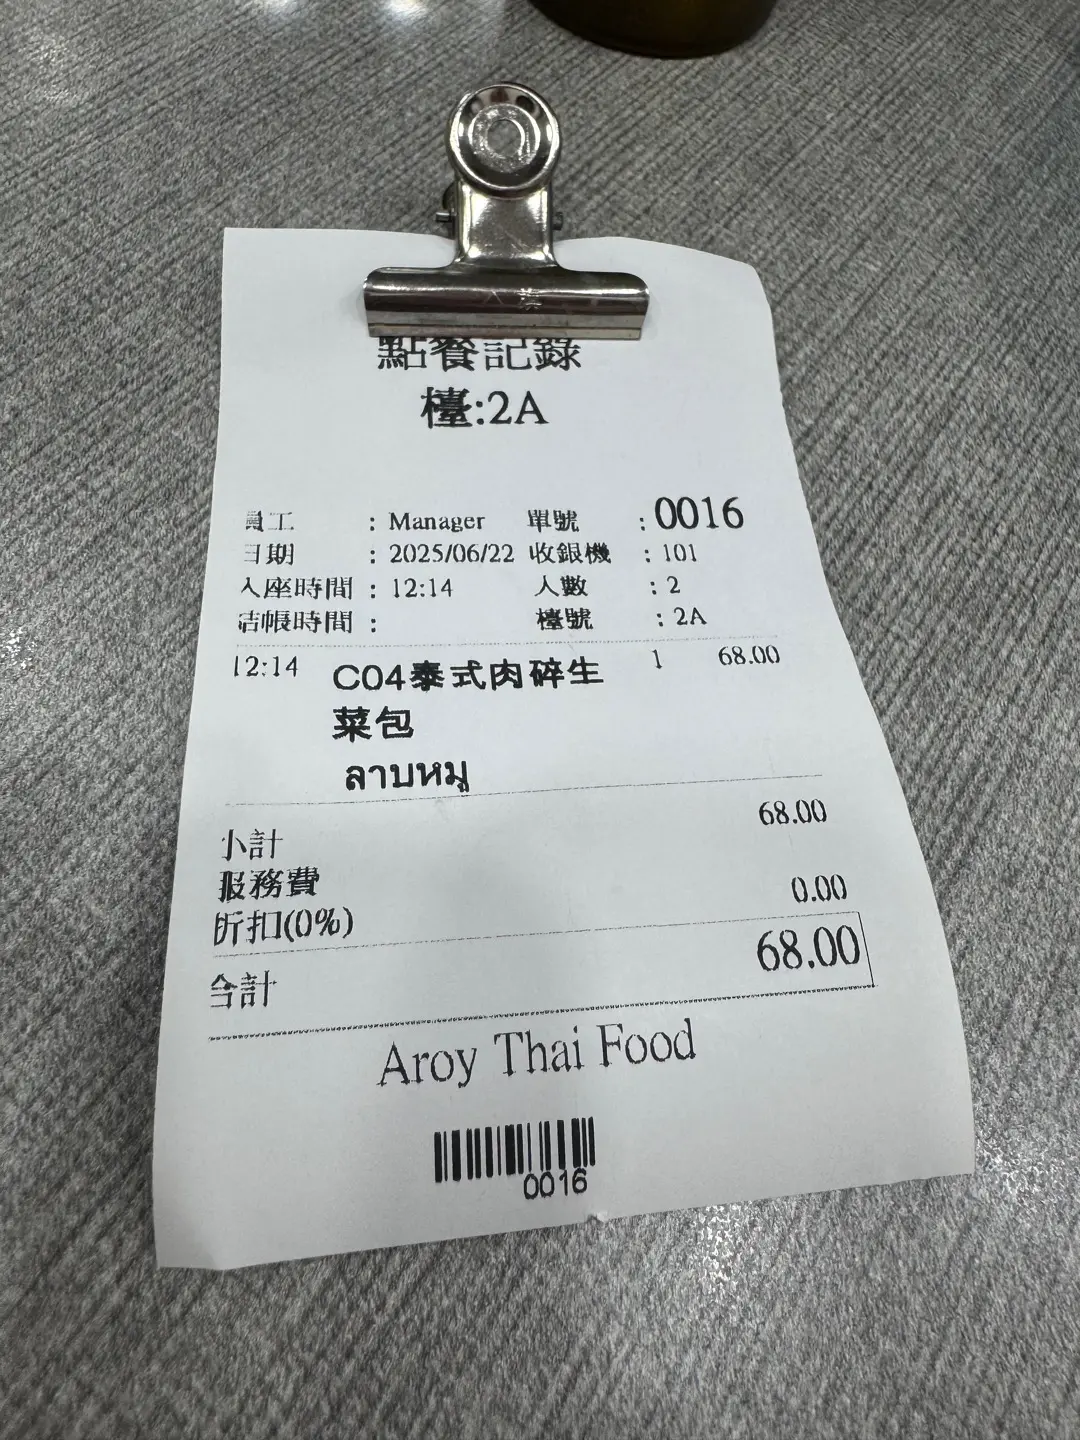 點餐記錄
檯:2A
員工 : Manager 單號 : 0016
日期 : 2025/06/22 收銀機 : 101
入座時間 : 12:14 人數 : 2
結帳時間 : 檯號 : 2A
12:14 C04泰式肉碎生 1 68.00
菜包
ลาบหมู
小計 68.00
服務費
折扣(0%) 0.00
合計 68.00
Aroy Thai Food
0016